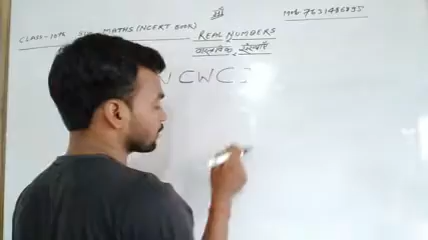 माँ
CLASS-10th SUB- MATHS (NCERT BOOK) REAL NUMBERS
वास्तविक संख्याएँ
N C W C I